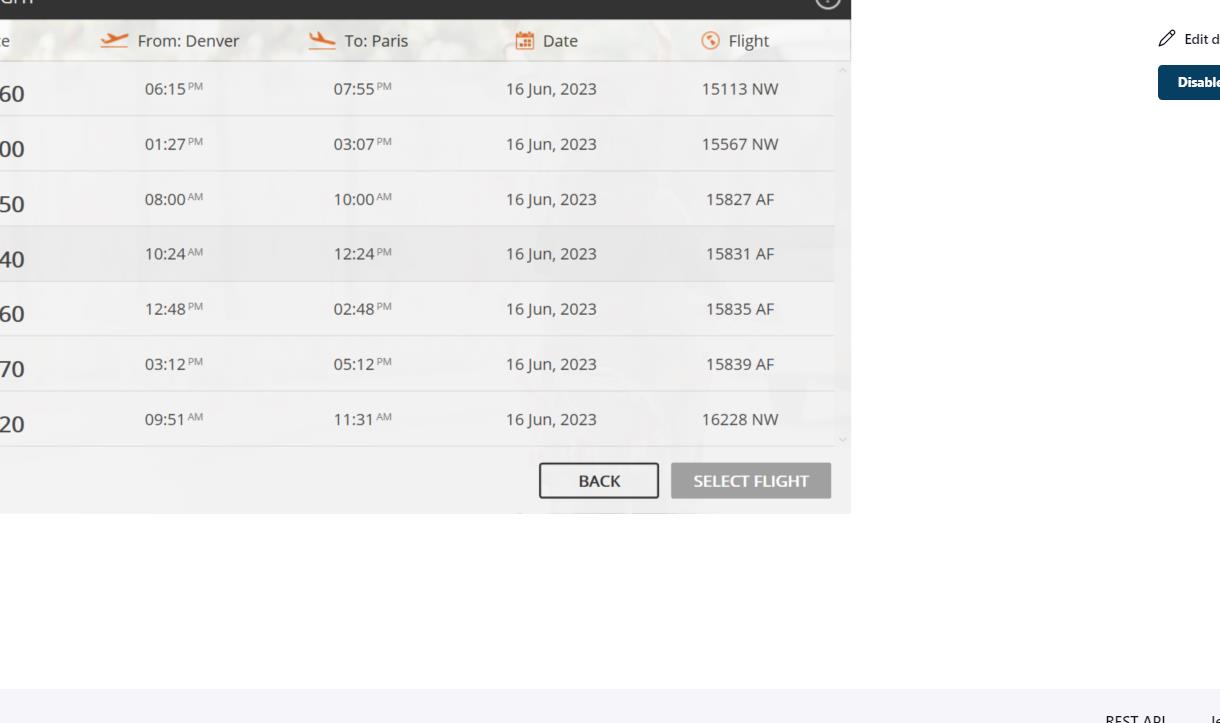 From: Denver To: Paris Date Flight
60 06:15 PM 07:55 PM 16 Jun, 2023 15113 NW
00 01:27 PM 03:07 PM 16 Jun, 2023 15567 NW
50 08:00 AM 10:00 AM 16 Jun, 2023 15827 AF
40 10:24 AM 12:24 PM 16 Jun, 2023 15831 AF
60 12:48 PM 02:48 PM 16 Jun, 2023 15835 AF
70 03:12 PM 05:12 PM 16 Jun, 2023 15839 AF
20 09:51 AM 11:31 AM 16 Jun, 2023 16228 NW
BACK SELECT FLIGHT
Edit d
Disable
REST API